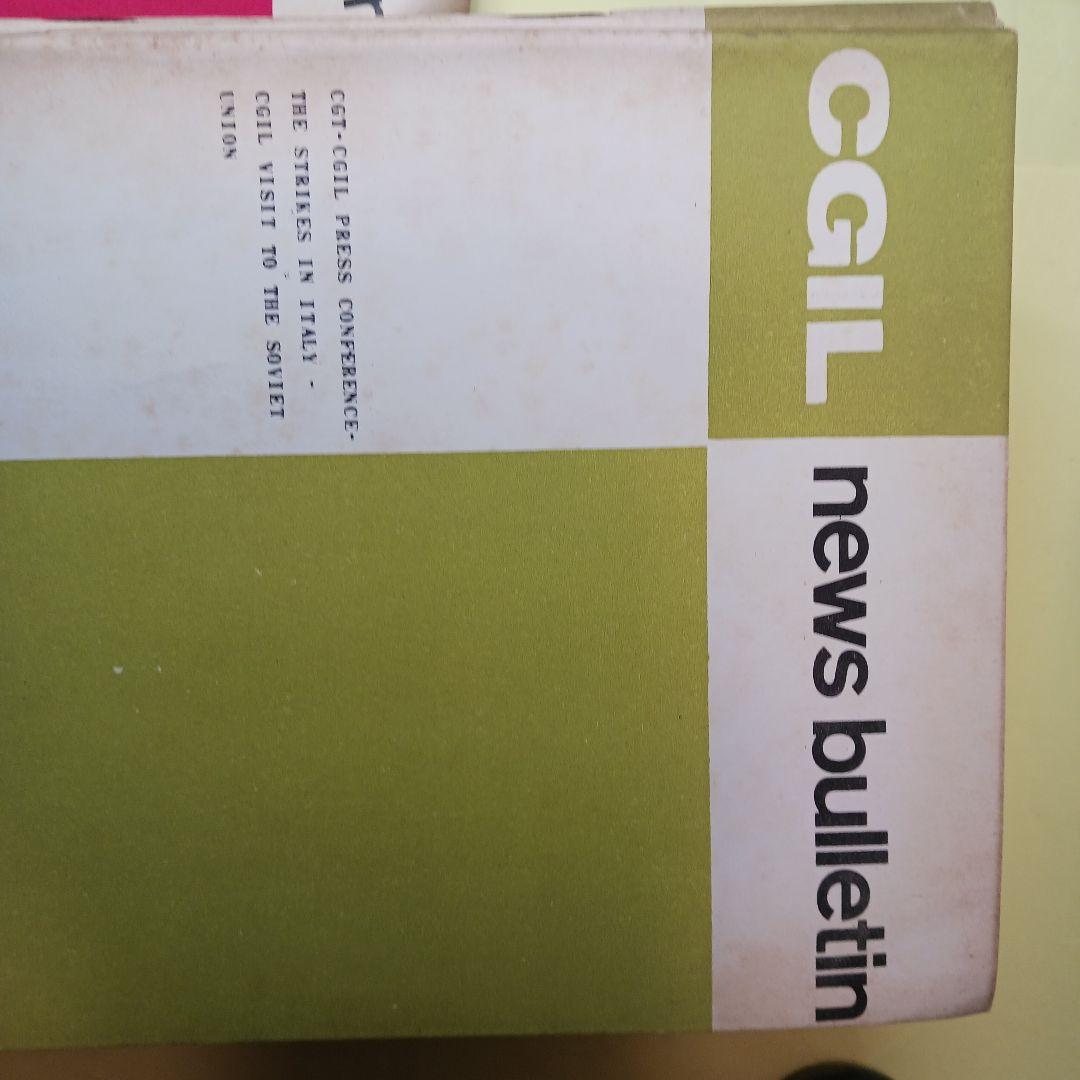 CGIL news bulletin
CGT-CGIL PRESS CONFERENCE-
THE STRIKES IN ITALY -
CGIL VISIT TO THE SOVIET
UNION